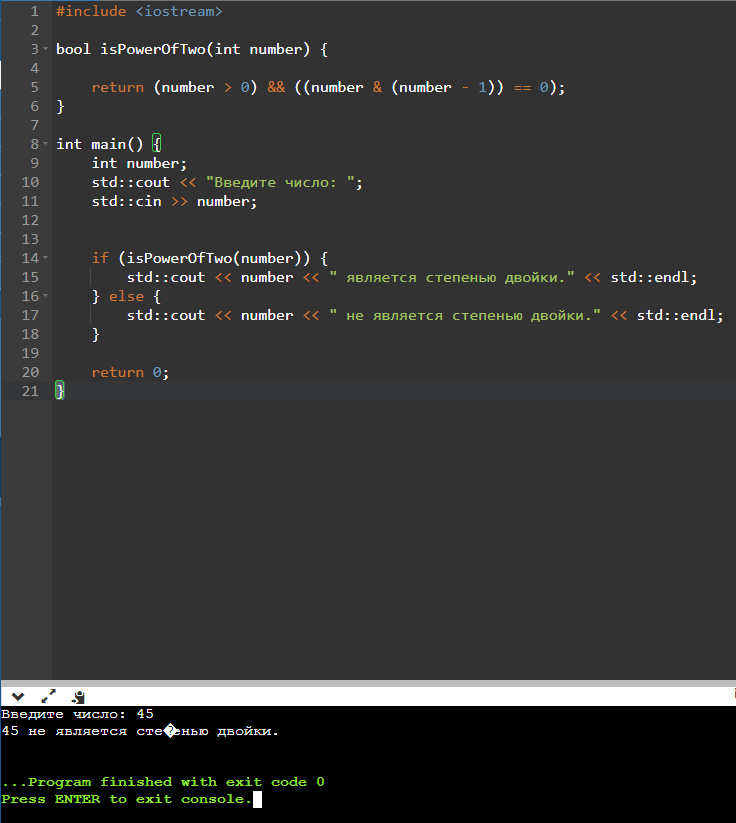 1 #include <iostream>
2
3 bool isPowerOfTwo(int number) {
4
5     return (number > 0) && ((number & (number - 1)) == 0);
6 }
7
8 int main() {
9     int number;
10     std::cout << "Введите число: ";
11     std::cin >> number;
12
13
14     if (isPowerOfTwo(number)) {
15         std::cout << number << " является степенью двойки." << std::endl;
16     } else {
17         std::cout << number << " не является степенью двойки." << std::endl;
18     }
19
20     return 0;
21 }
Введите число: 45
45 не является сте�енью двойки.
...Program finished with exit code 0
Press ENTER to exit console.